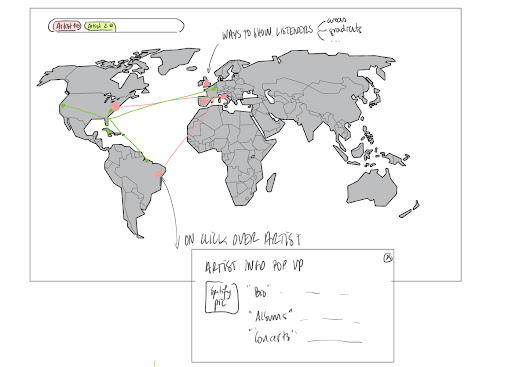 Artist 1 ⊗ Artist 2 ⊗
WAYS TO SHOW LISTENERS
areas
gradients
...
ON CLICK OVER ARTIST
ARTIST INFO POP UP
Spotify
pic
"Bio"
"Albums"
"Concerts"
X